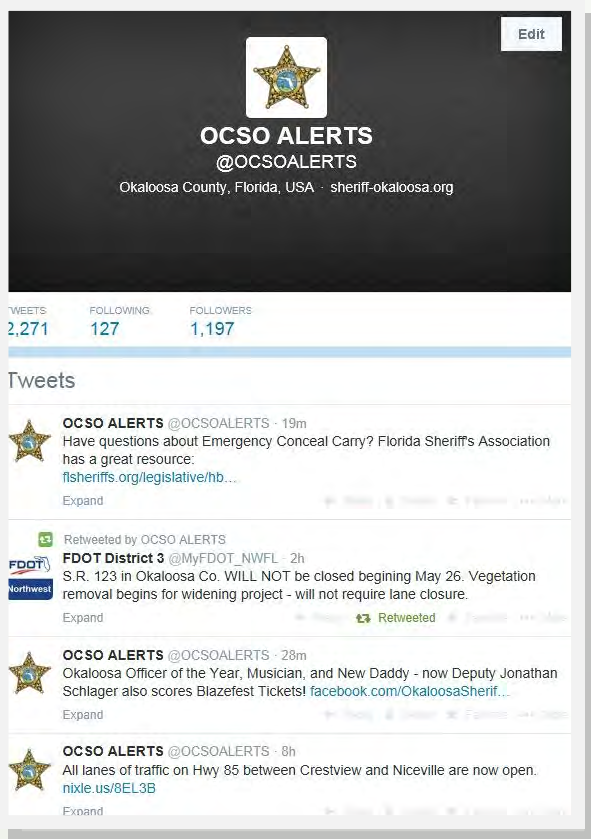 Edit
OCSO ALERTS
@OCSOALERTS
Okaloosa County, Florida, USA · sheriff-okaloosa.org
TWEETS FOLLOWING FOLLOWERS
2,271 127 1,197
Tweets
OCSO ALERTS @OCSOALERTS · 19m
Have questions about Emergency Conceal Carry? Florida Sheriff's Association
has a great resource:
flsheriffs.org/legislative/hb...
Expand
Retweeted by OCSO ALERTS
FDOT
Northwest
FDOT District 3 @MyFDOT_NWFL · 2h
S.R. 123 in Okaloosa Co. WILL NOT be closed begining May 26. Vegetation
removal begins for widening project - will not require lane closure.
Expand
Retweeted
OCSO ALERTS @OCSOALERTS · 28m
Okaloosa Officer of the Year, Musician, and New Daddy - now Deputy Jonathan
Schlager also scores Blazefest Tickets! facebook.com/OkaloosaSherif...
Expand
OCSO ALERTS @OCSOALERTS · 8h
All lanes of traffic on Hwy 85 between Crestview and Niceville are now open.
nixle.us/8EL3B
Expand